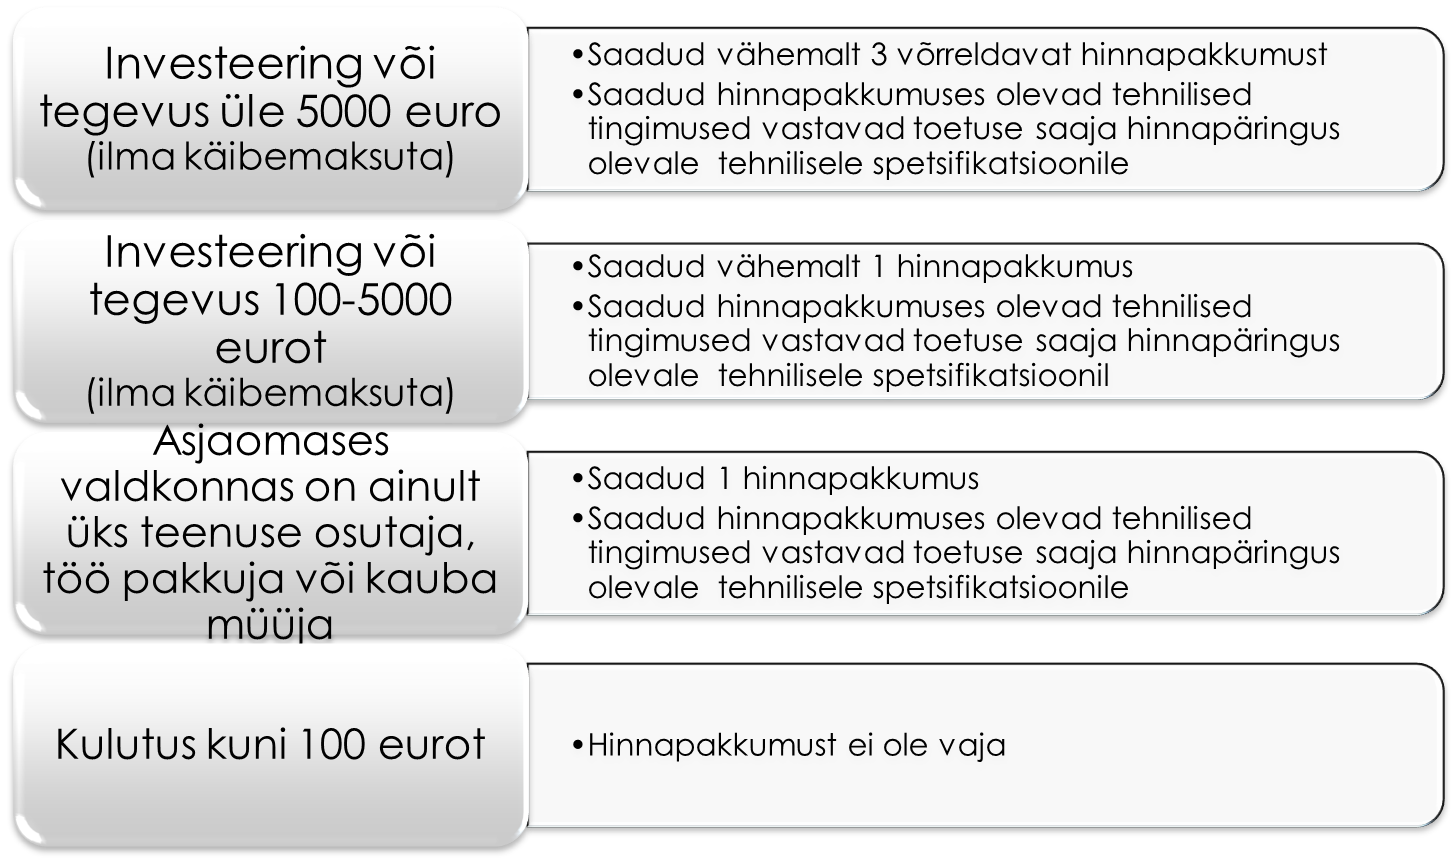 Investeering või
tegevus üle 5000 euro
(ilma käibemaksuta)
•Saadud vähemalt 3 võrreldavat hinnapakkumust
•Saadud hinnapakkumuses olevad tehnilised
tingimused vastavad toetuse saaja hinnapäringus
olevale tehnilisele spetsifikatsioonile
Investeering või
tegevus 100-5000
eurot
(ilma käibemaksuta)
•Saadud vähemalt 1 hinnapakkumus
•Saadud hinnapakkumuses olevad tehnilised
tingimused vastavad toetuse saaja hinnapäringus
olevale tehnilisele spetsifikatsioonil
Asjaomases
valdkonnas on ainult
üks teenuse osutaja,
töö pakkuja või kauba
müüja
•Saadud 1 hinnapakkumus
•Saadud hinnapakkumuses olevad tehnilised
tingimused vastavad toetuse saaja hinnapäringus
olevale tehnilisele spetsifikatsioonile
Kulutus kuni 100 eurot
•Hinnapakkumust ei ole vaja